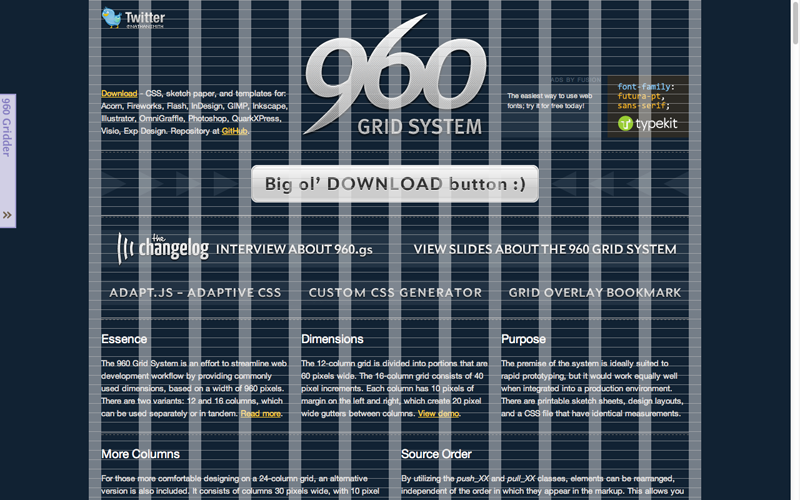 Twitter
@NATHANSMITH
960
GRID SYSTEM
Download - CSS, sketch paper, and templates for:
Acorn, Fireworks, Flash, InDesign, GIMP, Inkscape,
Illustrator, OmniGraffle, Photoshop, QuarkXPress,
Visio, Exp Design. Repository at GitHub.
ADS BY FUSION
The easiest way to use web
fonts; try it for free today!
font-family:
futura-pt,
sans-serif;
typekit
960 Gridder
»
Big ol’ DOWNLOAD button :)
the
changelog INTERVIEW ABOUT 960.gs
VIEW SLIDES ABOUT THE 960 GRID SYSTEM
ADAPT.JS – ADAPTIVE CSS
CUSTOM CSS GENERATOR
GRID OVERLAY BOOKMARK
Essence
The 960 Grid System is an effort to streamline web
development workflow by providing commonly
used dimensions, based on a width of 960 pixels.
There are two variants: 12 and 16 columns, which
can be used separately or in tandem. Read more.
Dimensions
The 12-column grid is divided into portions that are
60 pixels wide. The 16-column grid consists of 40
pixel increments. Each column has 10 pixels of
margin on the left and right, which create 20 pixel
wide gutters between columns. View demo.
Purpose
The premise of the system is ideally suited to
rapid prototyping, but it would work equally well
when integrated into a production environment.
There are printable sketch sheets, design layouts,
and a CSS file that have identical measurements.
More Columns
For those more comfortable designing on a 24-column grid, an alternative
version is also included. It consists of columns 30 pixels wide, with 10 pixel
Source Order
By utilizing the push_XX and pull_XX classes, elements can be rearranged,
independent of the order in which they appear in the markup. This allows you